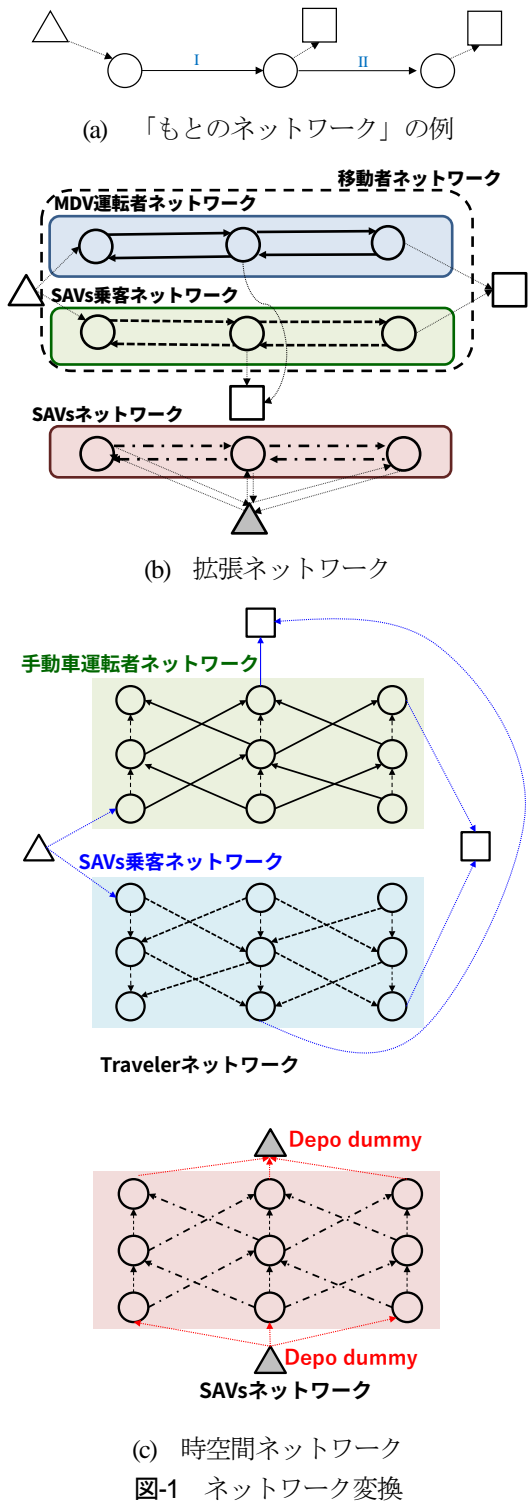 I
II
(a) 「もとのネットワーク」の例
移動者ネットワーク
MDV運転者ネットワーク
SAVs乗客ネットワーク
SAVsネットワーク
(b) 拡張ネットワーク
手動車運転者ネットワーク
SAVs乗客ネットワーク
Travelerネットワーク
Depo dummy
Depo dummy
SAVsネットワーク
(c) 時空間ネットワーク
図-1 ネットワーク変換